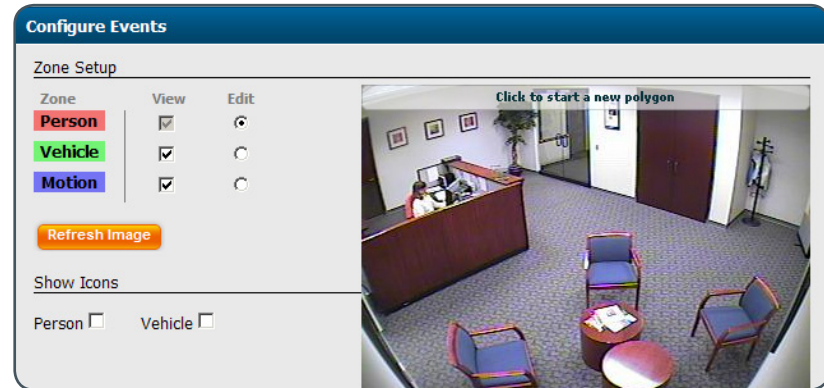 Configure Events
Zone Setup
Zone View Edit
Click to start a new polygon
Person
Vehicle
Motion
Refresh Image
Show Icons
Person Vehicle